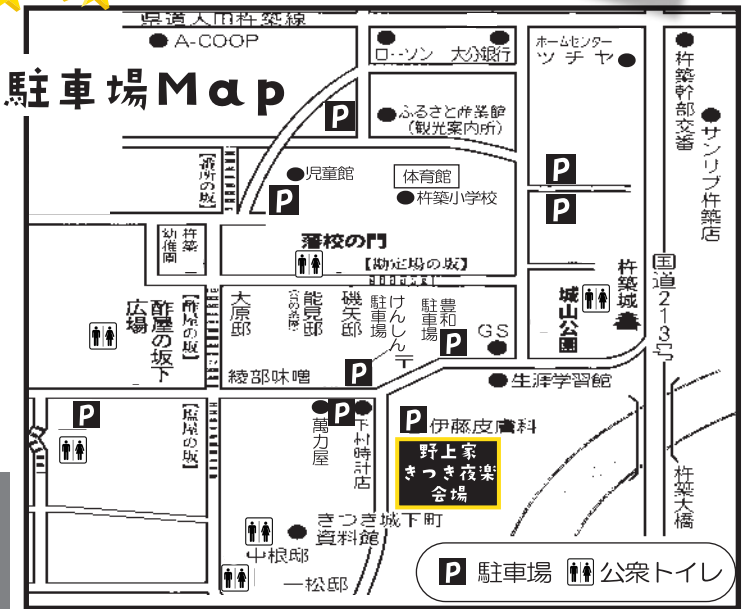 県道大田杵築線
A-COOP
ローソン
大分銀行
ホームセンター
ツチヤ
杵築幹部交番
サンリブ杵築店
駐車場Map
P
ふるさと産業館
(観光案内所)
【番所の坂】
児童館
P
体育館
杵築小学校
P
P
杵築
幼稚園
藩校の門
【勘定場の坂】
国道213号
杵築城
城山公園
酢屋の坂下
広場
【酢屋の坂】
大原邸
能見邸
磯矢邸
けんしん
駐車場
〒
豊和
駐車場
P
GS
綾部味噌
P
生涯学習館
P
【塩屋の坂】
萬力屋
P
下村時計店
P
伊藤皮膚科
野上家
きつき夜楽
会場
杵築大橋
きつき城下町
資料館
中根邸
一松邸
P 駐車場
公衆トイレ